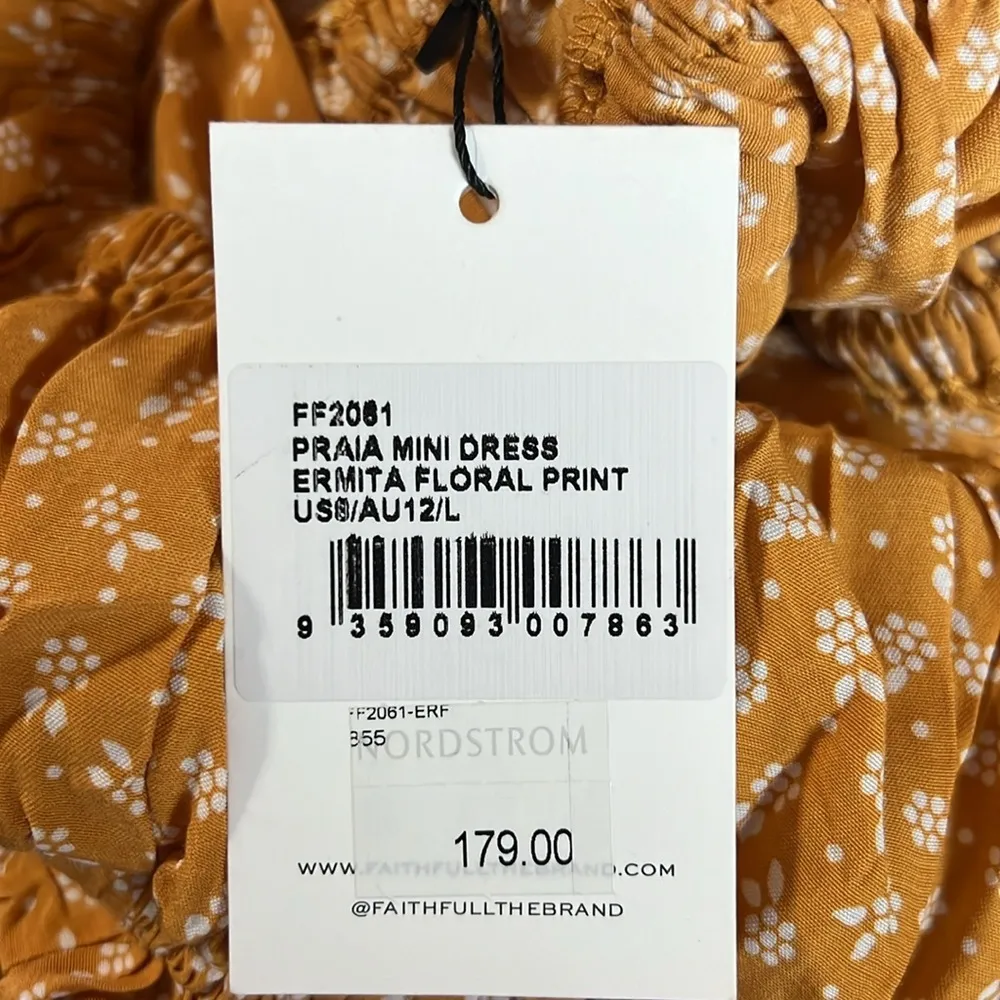 FF2061
PRAIA MINI DRESS
ERMITA FLORAL PRINT
US8/AU12/L
9 359093 007863
FF2061-ERF
855
NORDSTROM
179.00
WWW.FAITHFULLTHEBRAND.COM
@FAITHFULLTHEBRAND